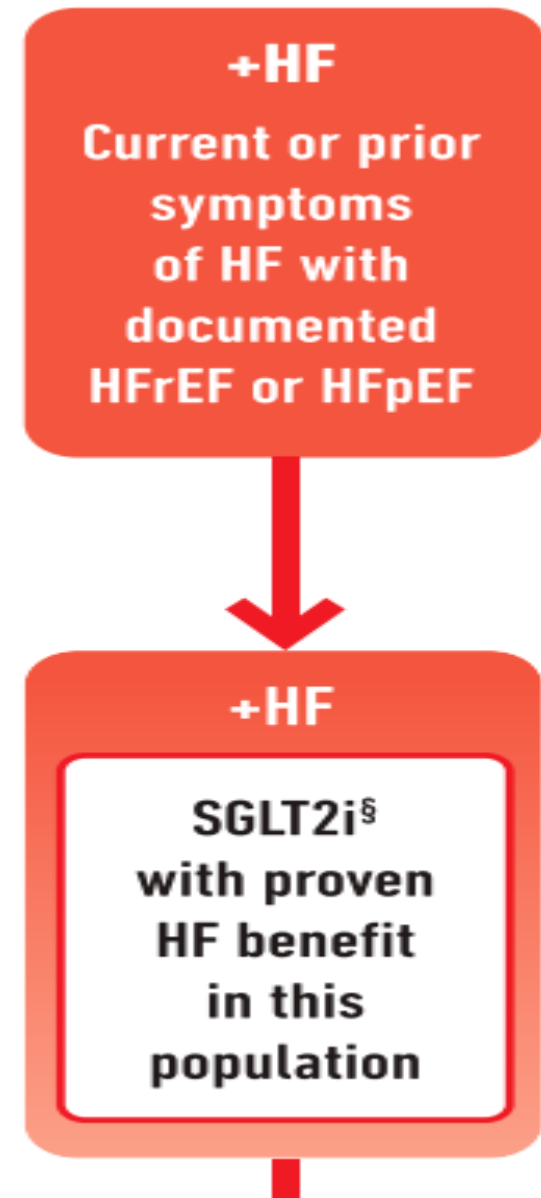 +HF
Current or prior
symptoms
of HF with
documented
HFrEF or HFpEF
+HF
SGLT2i§
with proven
HF benefit
in this
population